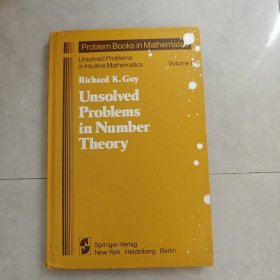 Problem Books in Mathematics
Unsolved Problems
in Intuitive Mathematics
Volume
Richard K. Guy
Unsolved
Problems
in Number
Theory
Springer-Verlag
New York Heidelberg Berlin